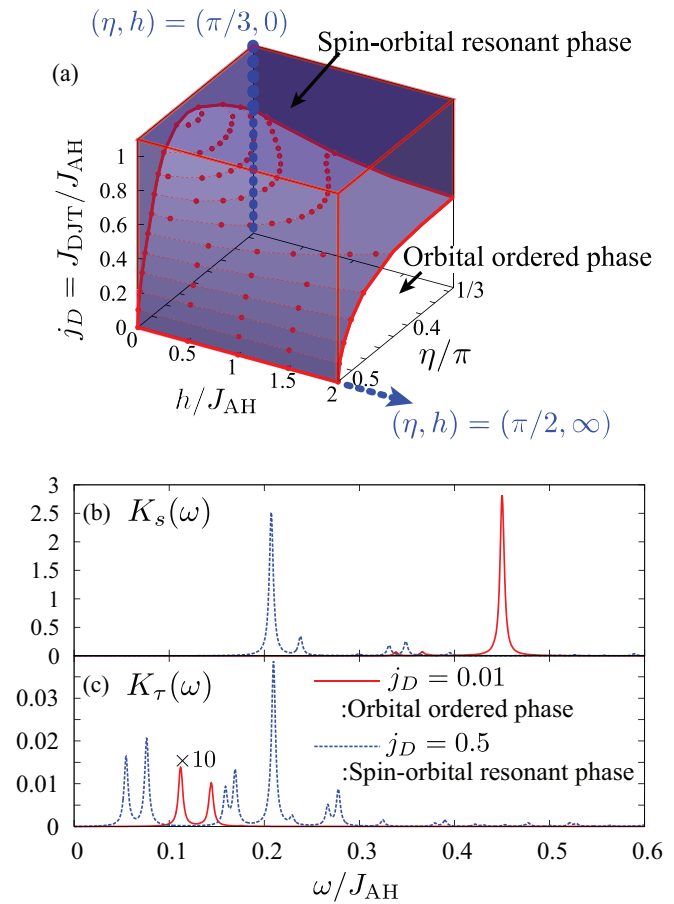 (η, h) = (π/3, 0)
Spin-orbital resonant phase
(a)
j_D = J_DJT/J_AH
1
0.8
0.6
0.4
0.2
0
Orbital ordered phase
1/3
0.4
0.5
η/π
0
0.5
1
1.5
2
h/J_AH
(η, h) = (π/2, ∞)
(b) K_s(ω)
3
2.5
2
1.5
1
0.5
0
(c) K_τ(ω)
0.03
0.02
0.01
0
×10
j_D = 0.01
:Orbital ordered phase
j_D = 0.5
:Spin-orbital resonant phase
0 0.1 0.2 0.3 0.4 0.5 0.6
ω/J_AH